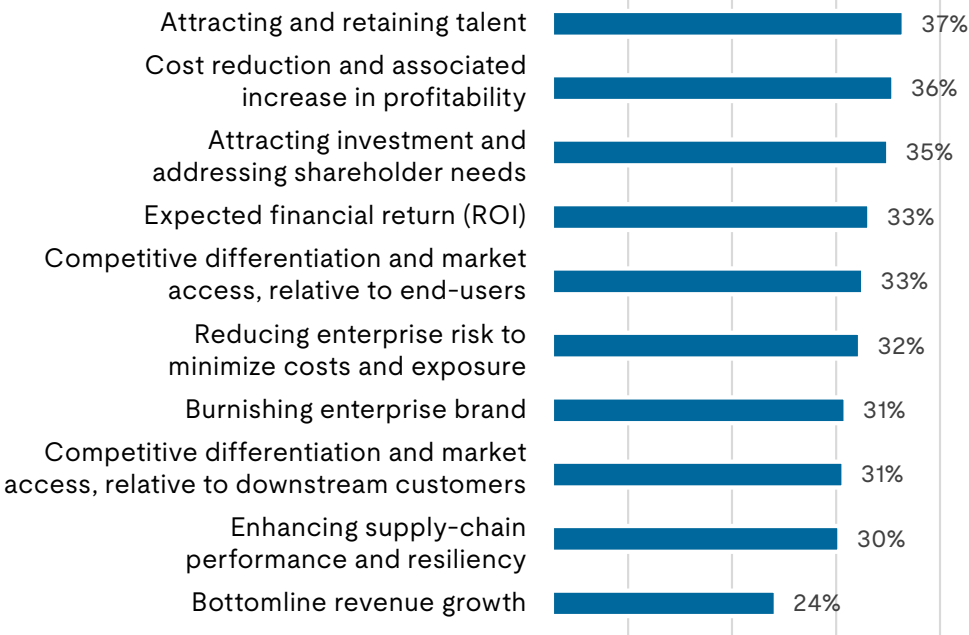 Attracting and retaining talent 37%
Cost reduction and associated
increase in profitability 36%
Attracting investment and
addressing shareholder needs 35%
Expected financial return (ROI) 33%
Competitive differentiation and market
access, relative to end-users 33%
Reducing enterprise risk to
minimize costs and exposure 32%
Burnishing enterprise brand 31%
Competitive differentiation and market
access, relative to downstream customers 31%
Enhancing supply-chain
performance and resiliency 30%
Bottomline revenue growth 24%